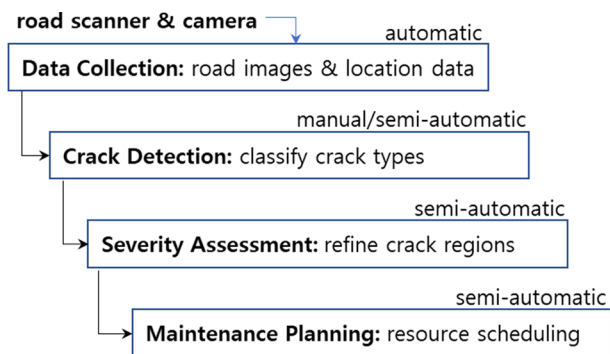 road scanner & camera
automatic
Data Collection: road images & location data
manual/semi-automatic
Crack Detection: classify crack types
semi-automatic
Severity Assessment: refine crack regions
semi-automatic
Maintenance Planning: resource scheduling